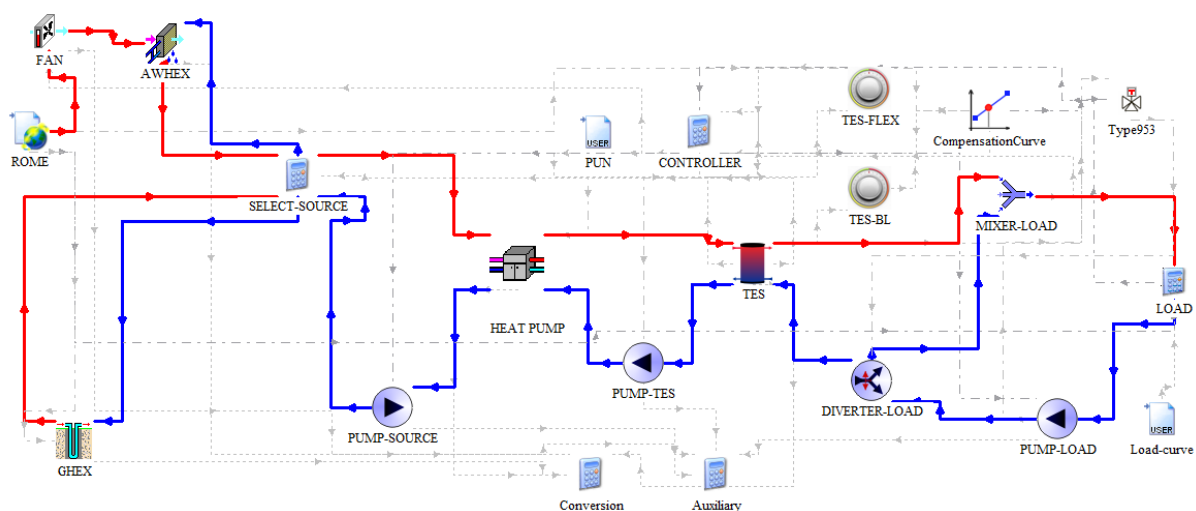 FAN
AWHEX
ROME
SELECT-SOURCE
USER
PUN
CONTROLLER
TES-FLEX
CompensationCurve
T
Type953
TES-BL
MIXER-LOAD
HEAT PUMP
TES
LOAD
PUMP-TES
DIVERTER-LOAD
PUMP-SOURCE
PUMP-LOAD
USER
Load-curve
GHEX
Conversion
Auxiliary